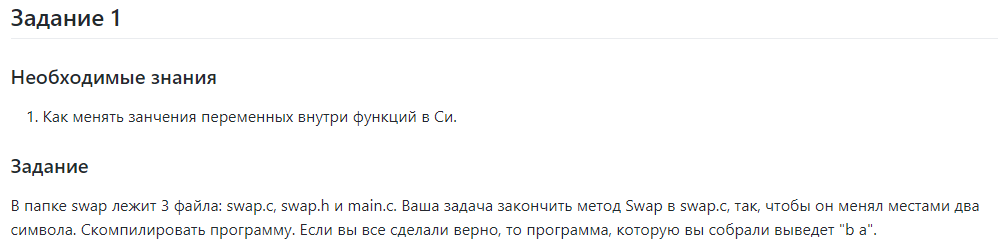 Задание 1
Необходимые знания
1. Как менять занчения переменных внутри функций в Си.
Задание
В папке swap лежит 3 файла: swap.c, swap.h и main.c. Ваша задача закончить метод Swap в swap.c, так, чтобы он менял местами два
символа. Скомпилировать программу. Если вы все сделали верно, то программа, которую вы собрали выведет "b a".